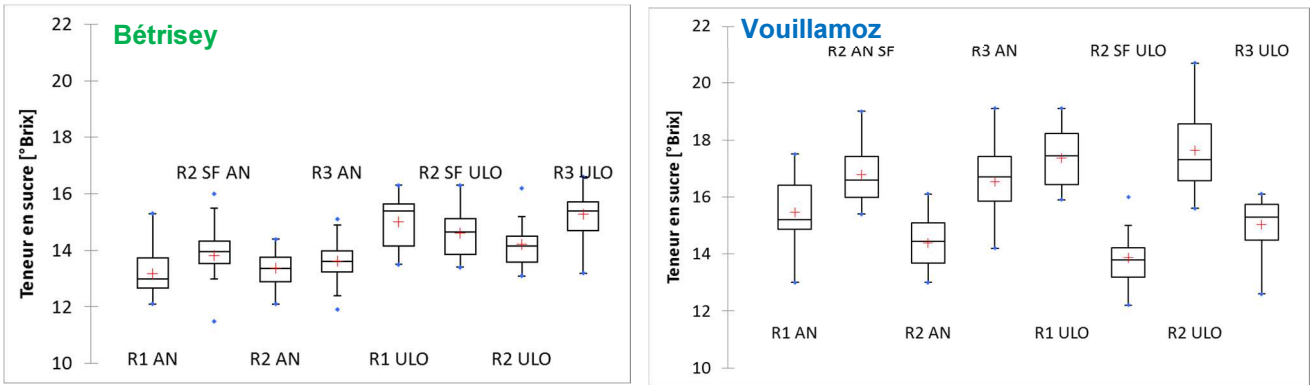 Bétrisey
Teneur en sucre [°Brix]
22
20
18
16
14
12
10
R2 SF AN
R3 AN
R2 SF ULO
R3 ULO
R1 AN
R2 AN
R1 ULO
R2 ULO
Vouillamoz
Teneur en sucre [°Brix]
22
20
18
16
14
12
10
R2 AN SF
R3 AN
R2 SF ULO
R3 ULO
R1 AN
R2 AN
R1 ULO
R2 ULO